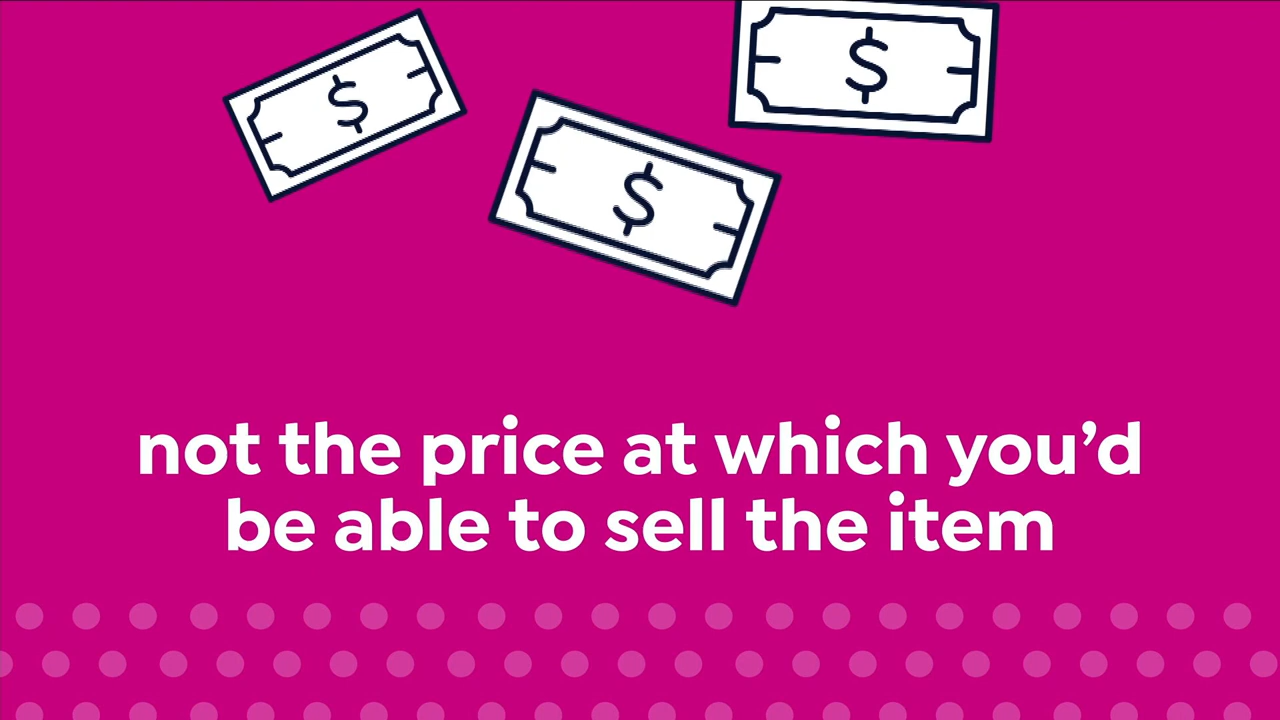 $
$
$
not the price at which you’d
be able to sell the item